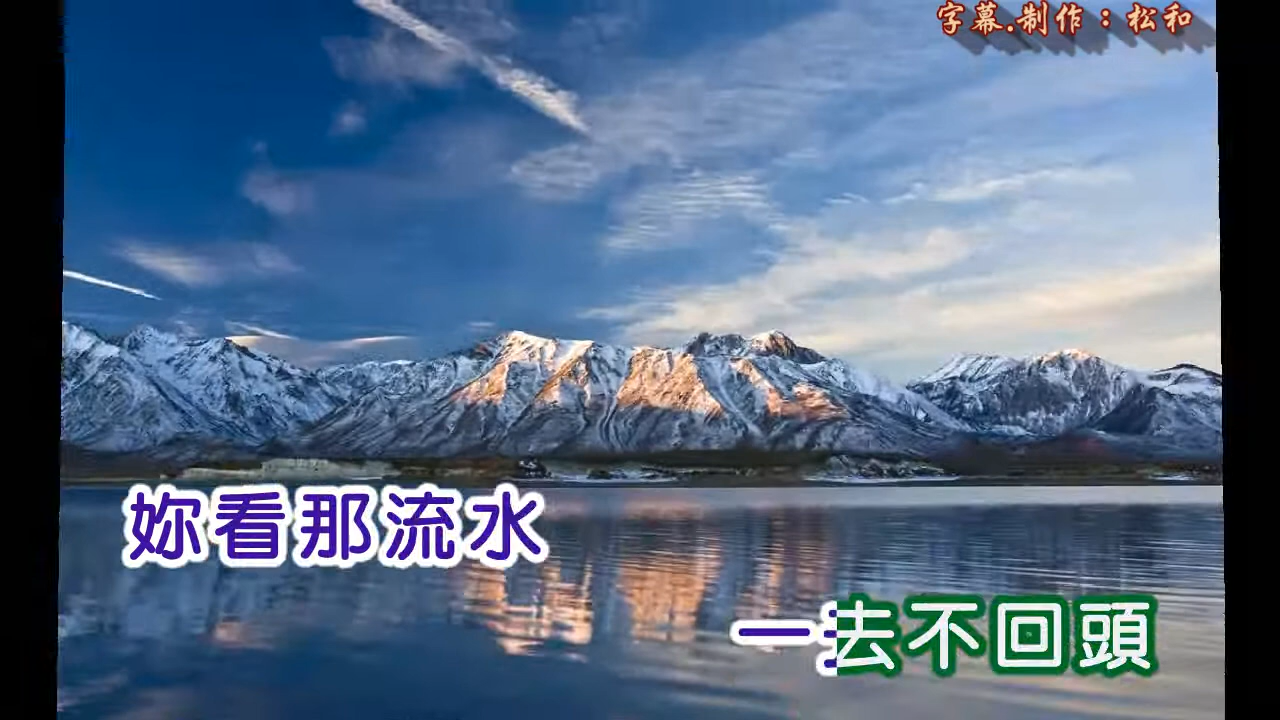 字幕.制作：松和
妳看那流水
一去不回頭